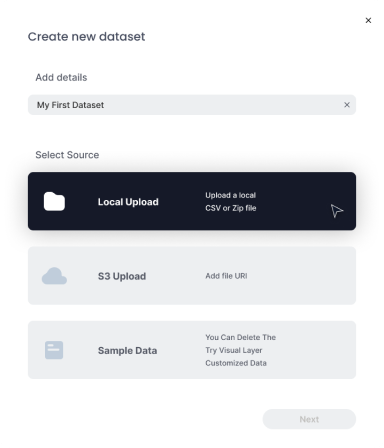 Create new dataset
Add details
My First Dataset
Select Source
Local Upload
Upload a local
CSV or Zip file
S3 Upload
Add file URI
Sample Data
You Can Delete The
Try Visual Layer
Customized Data
Next